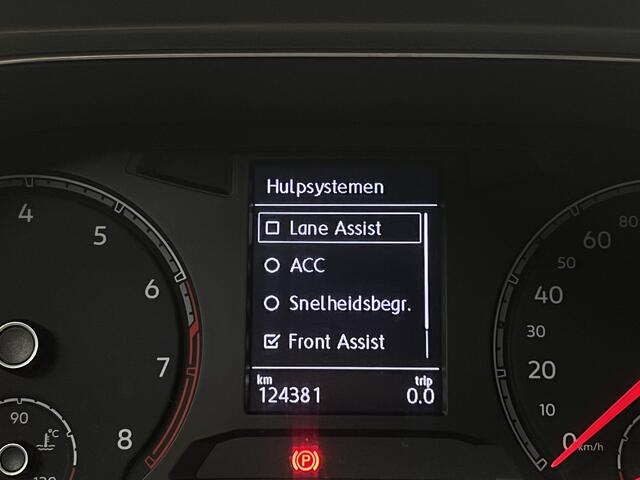 Hulpsystemen
Lane Assist
ACC
Snelheidsbegr.
Front Assist
km trip
124381 0.0
4
5
6
7
8
90
°C
130
80
60
50
40
30
20
10
0 km/h
P